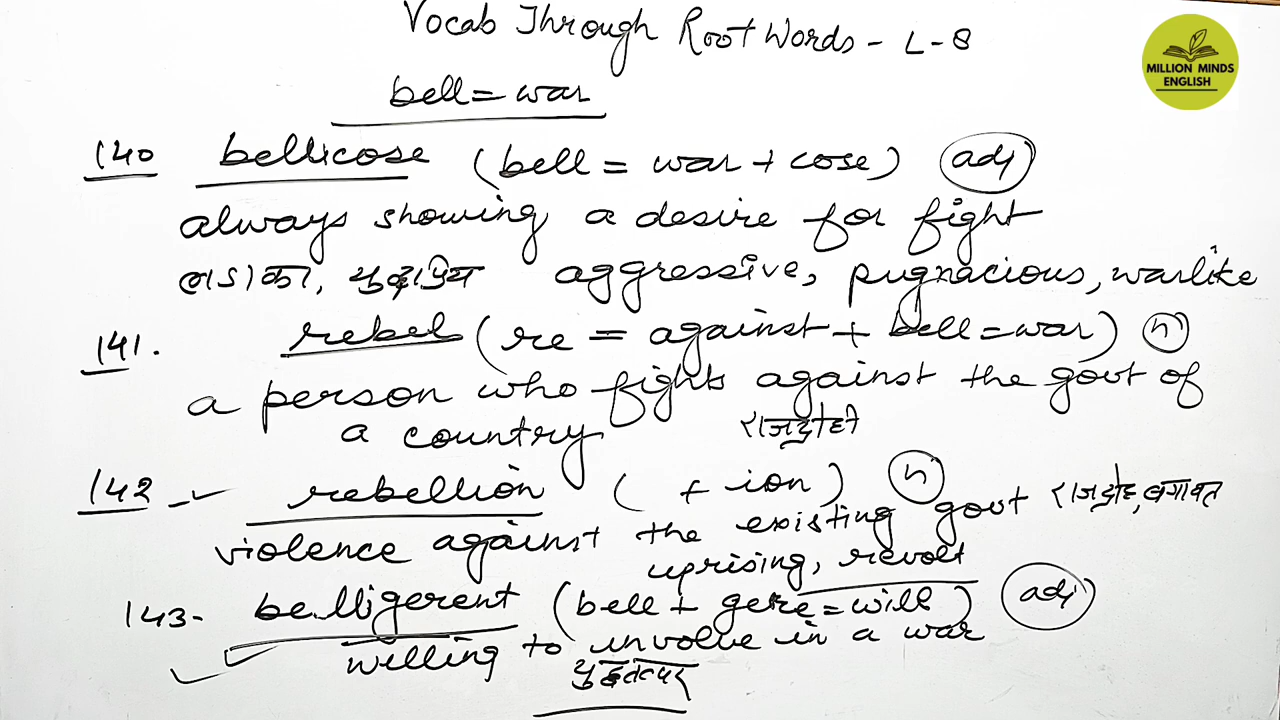 Vocab Through Root Words - L-8
MILLION MINDS
ENGLISH
bell = war
140 bellicose (bell = war + cose) adj
always showing a desire for fight
लडाका, युद्धप्रिय aggressive, pugnacious, warlike
141. rebel (re = against + bell = war) n
a person who fights against the govt of
a country राजद्रोही
142 - rebellion ( + ion) n
violence against the existing govt राजद्रोह, बगावत
uprising, revolt
143- belligerent (bell + gere = will) adj
willing to involve in a war
युद्धतत्पर